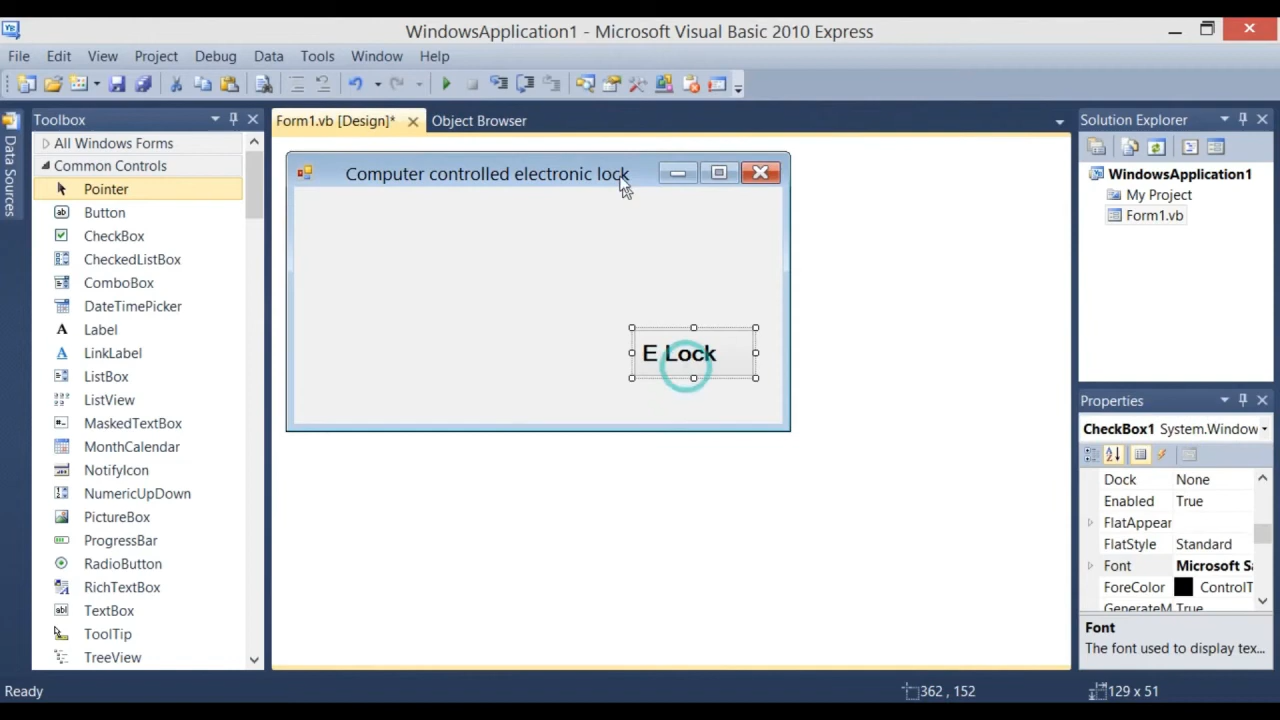 WindowsApplication1 - Microsoft Visual Basic 2010 Express
File Edit View Project Debug Data Tools Window Help
Data Sources
Toolbox
All Windows Forms
Common Controls
Pointer
Button
CheckBox
CheckedListBox
ComboBox
DateTimePicker
Label
LinkLabel
ListBox
ListView
MaskedTextBox
MonthCalendar
NotifyIcon
NumericUpDown
PictureBox
ProgressBar
RadioButton
RichTextBox
TextBox
ToolTip
TreeView
Form1.vb [Design]* Object Browser
Computer controlled electronic lock
E Lock
Solution Explorer
WindowsApplication1
My Project
Form1.vb
Properties
CheckBox1 System.Window
Dock None
Enabled True
FlatAppear
FlatStyle Standard
Font Microsoft Sa
ForeColor ControlT
GenerateM True
Font
The font used to display tex...
Ready 362 , 152 129 x 51